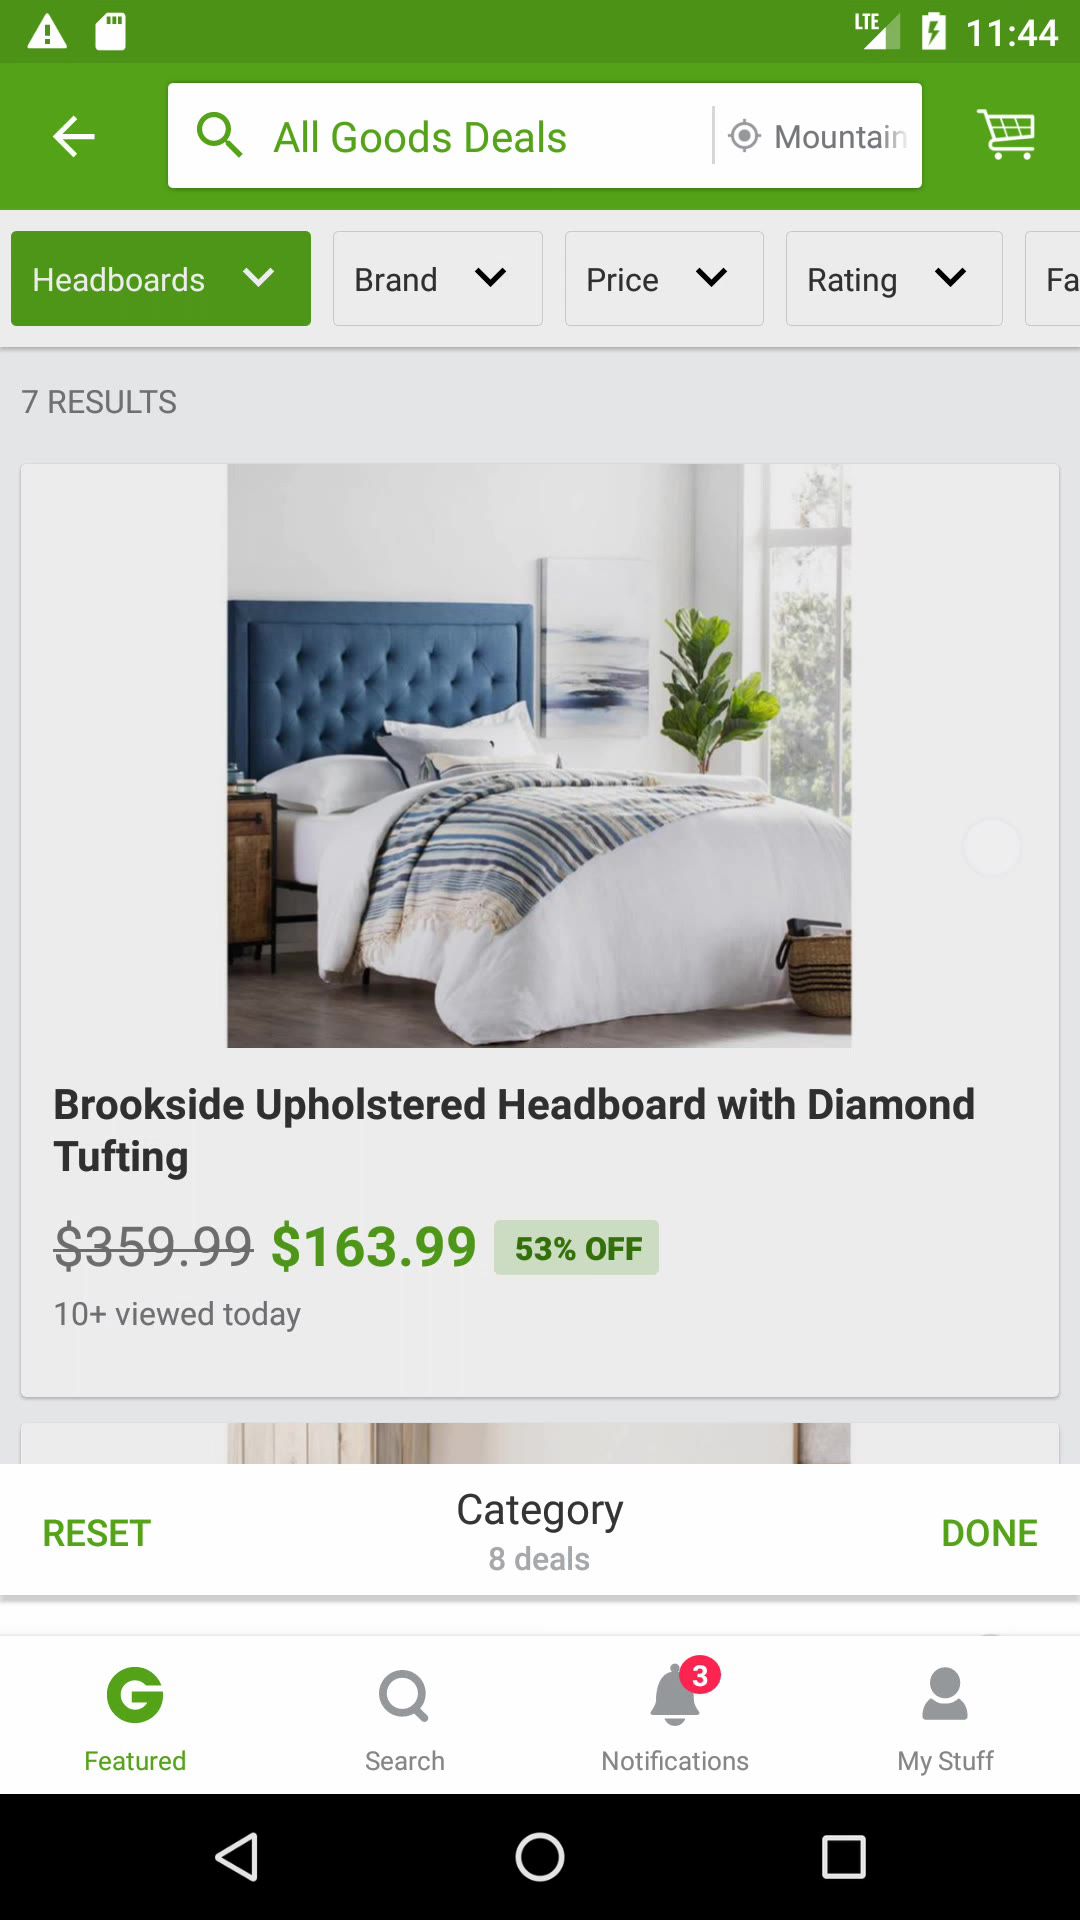 LTE 11:44
All Goods Deals Mountain
Headboards Brand Price Rating Fa
7 RESULTS
Brookside Upholstered Headboard with Diamond
Tufting
$359.99 $163.99 53% OFF
10+ viewed today
RESET Category DONE
8 deals
3
Featured Search Notifications My Stuff